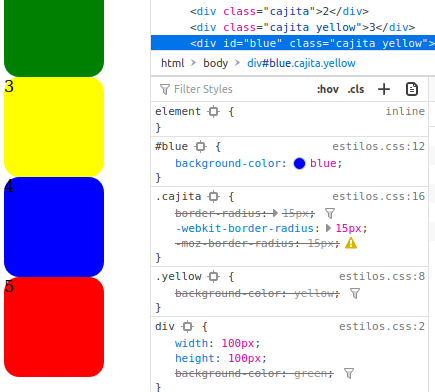 3
4
5
<div class="cajita">2</div>
<div class="cajita yellow">3</div>
<div id="blue" class="cajita yellow">
html > body > div#blue.cajita.yellow
Filter Styles :hov .cls +
element { inline
}
#blue { estilos.css:12
background-color: blue;
}
.cajita { estilos.css:16
border-radius: 15px;
-webkit-border-radius: 15px;
-moz-border-radius: 15px;
}
.yellow { estilos.css:8
background-color: yellow;
}
div { estilos.css:2
width: 100px;
height: 100px;
background-color: green;
}